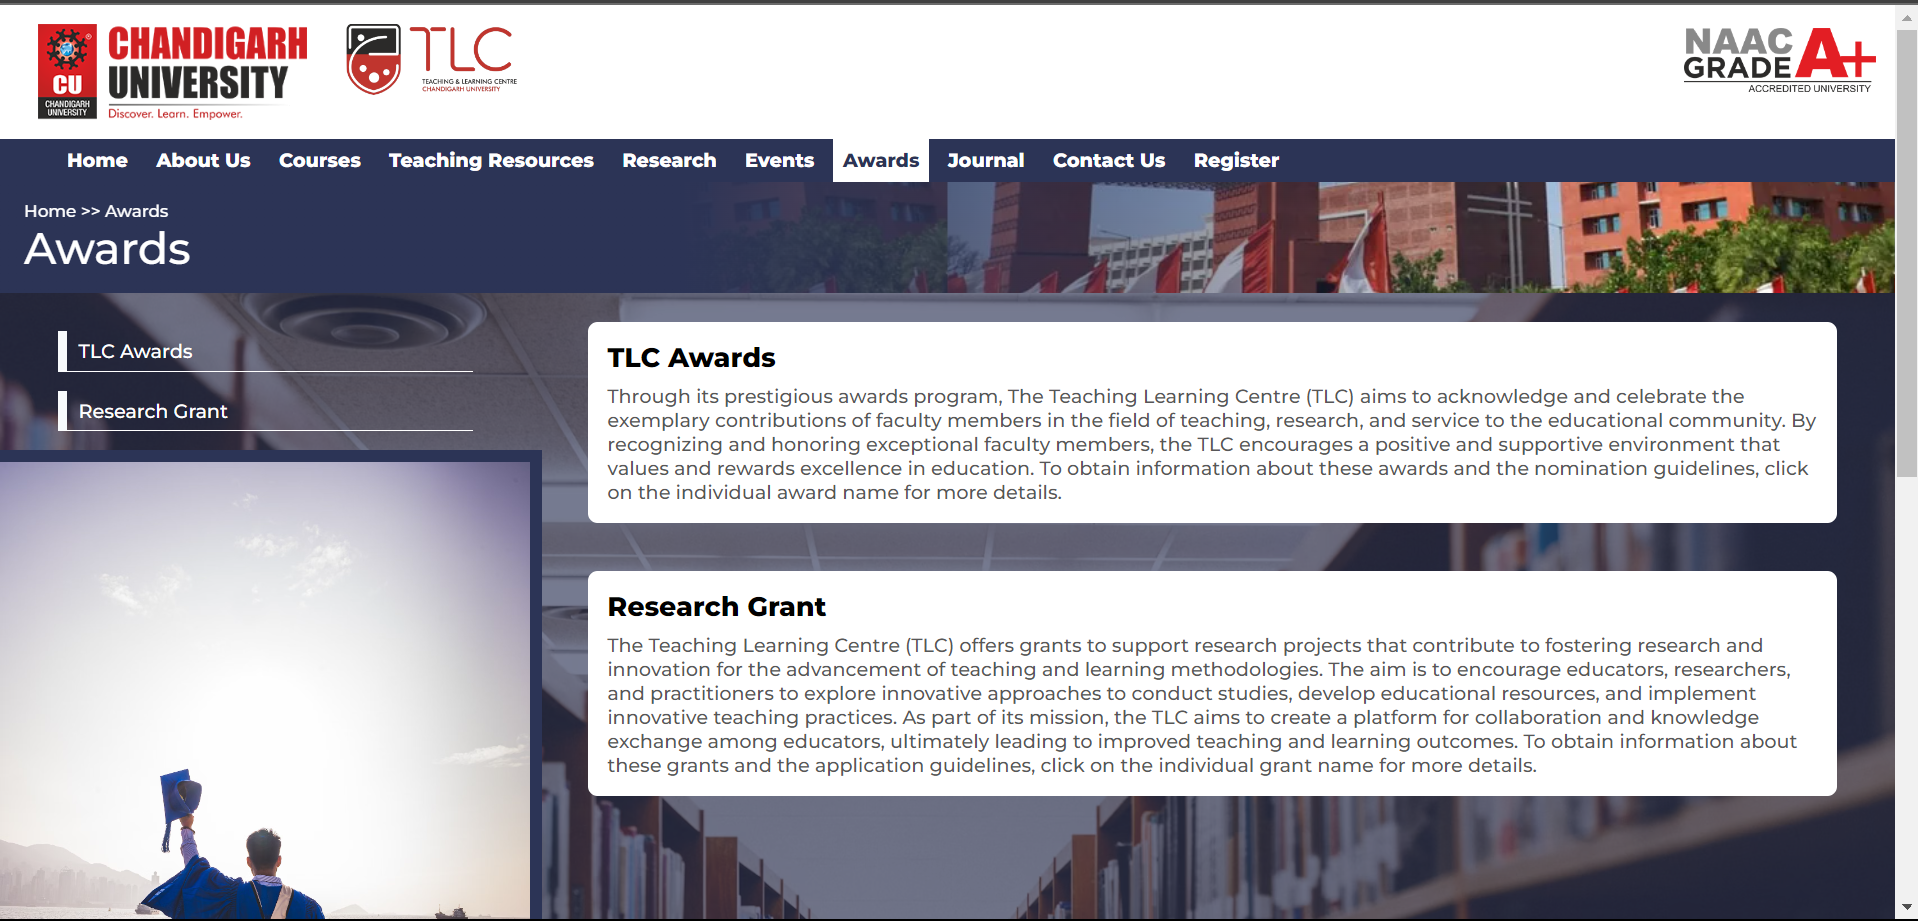 CU
CHANDIGARH
UNIVERSITY
CHANDIGARH
UNIVERSITY
Discover. Learn. Empower.
TLC
TEACHING & LEARNING CENTRE
CHANDIGARH UNIVERSITY
NAAC
GRADE A+
ACCREDITED UNIVERSITY
Home About Us Courses Teaching Resources Research Events Awards Journal Contact Us Register
Home >> Awards
Awards
TLC Awards
Research Grant
TLC Awards
Through its prestigious awards program, The Teaching Learning Centre (TLC) aims to acknowledge and celebrate the
exemplary contributions of faculty members in the field of teaching, research, and service to the educational community. By
recognizing and honoring exceptional faculty members, the TLC encourages a positive and supportive environment that
values and rewards excellence in education. To obtain information about these awards and the nomination guidelines, click
on the individual award name for more details.
Research Grant
The Teaching Learning Centre (TLC) offers grants to support research projects that contribute to fostering research and
innovation for the advancement of teaching and learning methodologies. The aim is to encourage educators, researchers,
and practitioners to explore innovative approaches to conduct studies, develop educational resources, and implement
innovative teaching practices. As part of its mission, the TLC aims to create a platform for collaboration and knowledge
exchange among educators, ultimately leading to improved teaching and learning outcomes. To obtain information about
these grants and the application guidelines, click on the individual grant name for more details.